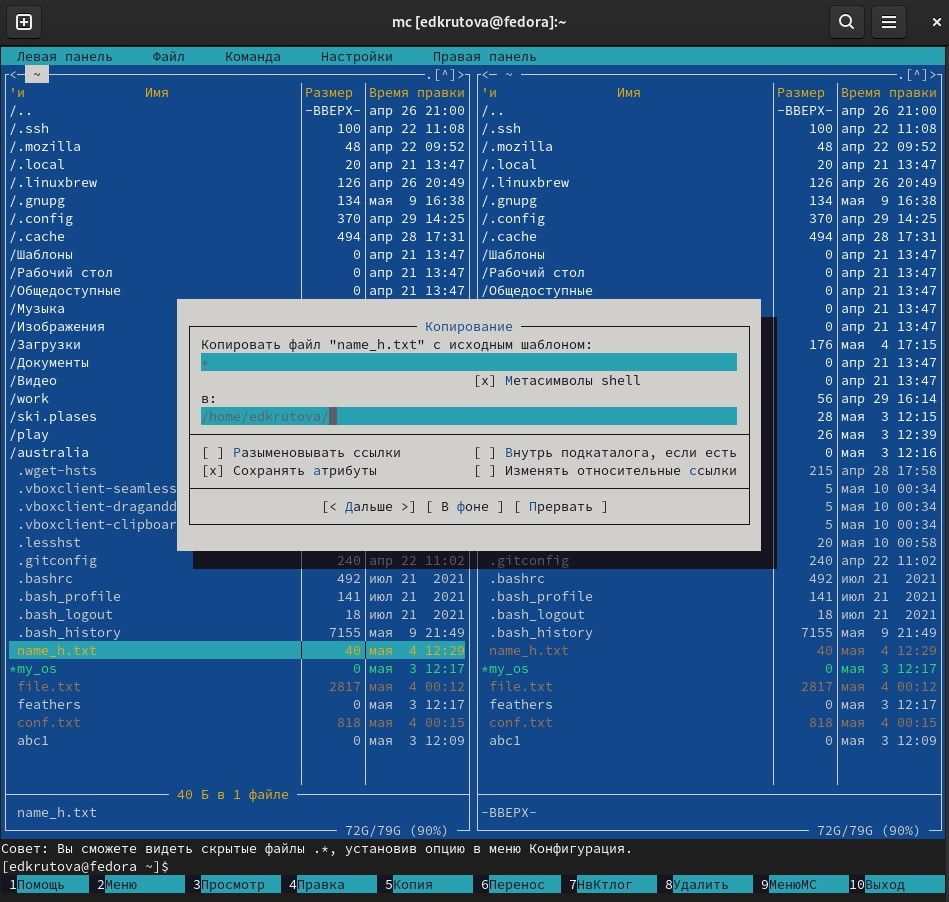 mc [edkrutova@fedora]:~
Левая панель Файл Команда Настройки Правая панель
<─ ~ .[^]> <─ ~ .[^]>
'и Имя Размер Время правки 'и Имя Размер Время правки
/.. -ВВЕРХ- апр 26 21:00 /.. -ВВЕРХ- апр 26 21:00
/.ssh 100 апр 22 11:08 /.ssh 100 апр 22 11:08
/.mozilla 48 апр 22 09:52 /.mozilla 48 апр 22 09:52
/.local 20 апр 21 13:47 /.local 20 апр 21 13:47
/.linuxbrew 126 апр 26 20:49 /.linuxbrew 126 апр 26 20:49
/.gnupg 134 мая 9 16:38 /.gnupg 134 мая 9 16:38
/.config 370 апр 29 14:25 /.config 370 апр 29 14:25
/.cache 494 апр 28 17:31 /.cache 494 апр 28 17:31
/Шаблоны 0 апр 21 13:47 /Шаблоны 0 апр 21 13:47
/Рабочий стол 0 апр 21 13:47 /Рабочий стол 0 апр 21 13:47
/Общедоступные 0 апр 21 13:47 /Общедоступные 0 апр 21 13:47
/Музыка 0 апр 21 13:47
/Изображения Копирование 0 апр 21 13:47
/Загрузки Копировать файл "name_h.txt" с исходным шаблоном: 176 мая 4 17:15
/Документы * 0 апр 21 13:47
/Видео [x] Метасимволы shell 0 апр 21 13:47
/work в: 56 апр 29 16:14
/ski.plases /home/edkrutova/ 28 мая 3 12:15
/play 26 мая 3 12:39
/australia [ ] Разыменовывать ссылки [ ] Внутрь подкаталога, если есть 0 мая 3 12:16
.wget-hsts [x] Сохранять атрибуты [ ] Изменять относительные ссылки 215 апр 28 17:58
.vboxclient-seamless 5 мая 10 00:34
.vboxclient-dragandd [< Дальше >] [ В фоне ] [ Прервать ] 5 мая 10 00:34
.vboxclient-clipboar 5 мая 10 00:34
.lesshst 20 мая 10 00:58
.gitconfig 240 апр 22 11:02 .gitconfig 240 апр 22 11:02
.bashrc 492 июл 21 2021 .bashrc 492 июл 21 2021
.bash_profile 141 июл 21 2021 .bash_profile 141 июл 21 2021
.bash_logout 18 июл 21 2021 .bash_logout 18 июл 21 2021
.bash_history 7155 мая 9 21:49 .bash_history 7155 мая 9 21:49
name_h.txt 40 мая 4 12:29 name_h.txt 40 мая 4 12:29
*my_os 0 мая 3 12:17 *my_os 0 мая 3 12:17
file.txt 2817 мая 4 00:12 file.txt 2817 мая 4 00:12
feathers 0 мая 3 12:17 feathers 0 мая 3 12:17
conf.txt 818 мая 4 00:15 conf.txt 818 мая 4 00:15
abc1 0 мая 3 12:09 abc1 0 мая 3 12:09
40 Б в 1 файле
name_h.txt -ВВЕРХ-
72G/79G (90%) 72G/79G (90%)
Совет: Вы сможете видеть скрытые файлы .*, установив опцию в меню Конфигурация.
[edkrutova@fedora ~]$
1Помощь 2Меню 3Просмотр 4Правка 5Копия 6Перенос 7НвКтлог 8Удалить 9МенюМС 10Выход